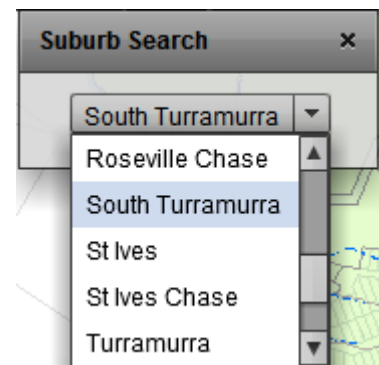 Suburb Search
South Turramurra
Roseville Chase
South Turramurra
St Ives
St Ives Chase
Turramurra